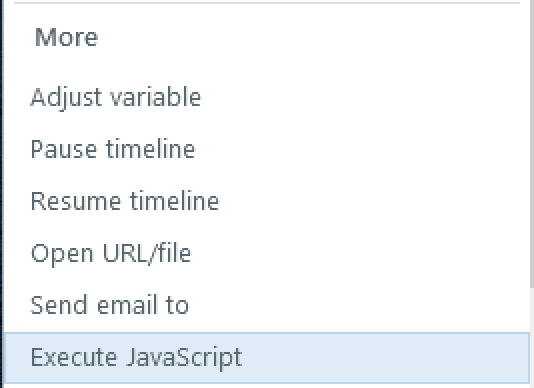 More
Adjust variable
Pause timeline
Resume timeline
Open URL/file
Send email to
Execute JavaScript